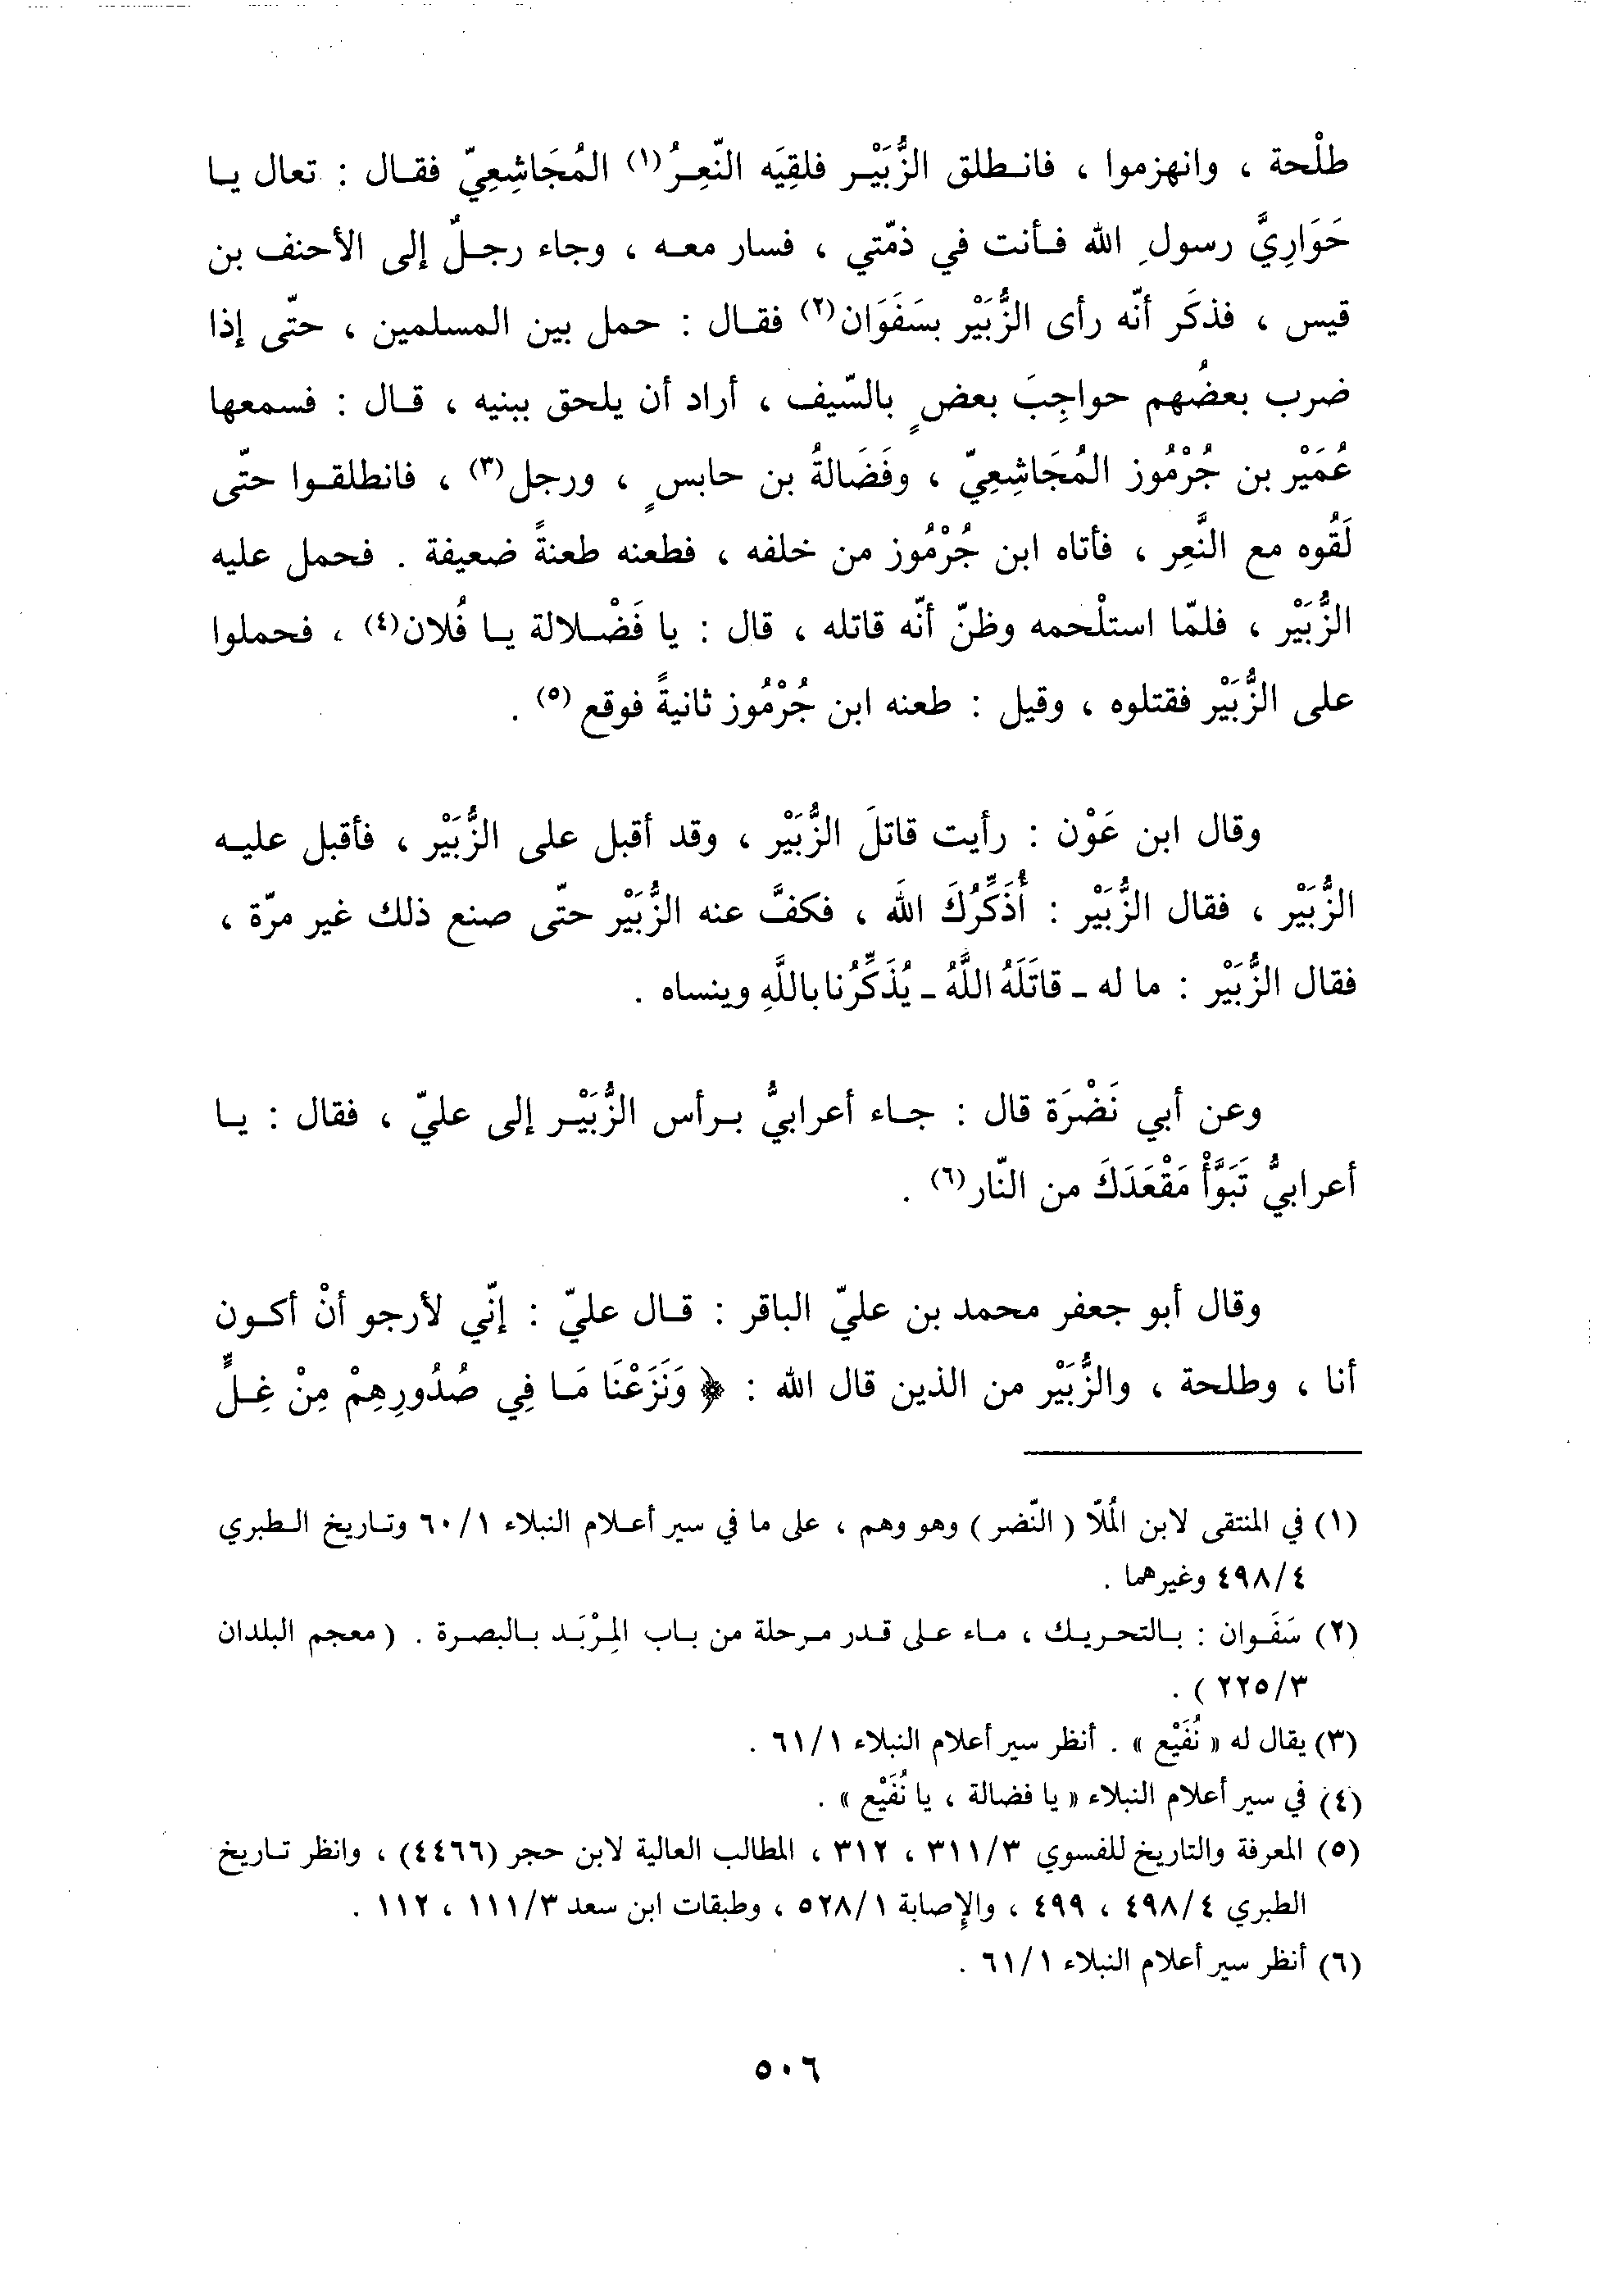 طلْحة ، وانهزموا ، فانطلق الزُّبَيْر فلقِيَه النّعِرُ(١) المُجَاشِعِيّ فقال : تعال يا
حَوَارِيَّ رسولِ الله فأنت في ذمّتي ، فسار معه ، وجاء رجلٌ إلى الأحنف بن
قيس ، فذكَر أنّه رأى الزُّبَيْر بسَفَوَان(٢) فقال : حمل بين المسلمين ، حتّى إذا
ضرب بعضُهم حواجِبَ بعضٍ بالسّيف ، أراد أن يلحق ببنيه ، قال : فسمعها
عُمَيْر بن جُرْمُوز المُجَاشِعِيّ ، وفَضَالةُ بن حابسٍ ، ورجل(٣) ، فانطلقوا حتّى
لَقُوه مع النَّعِر ، فأتاه ابن جُرْمُوز من خلفه ، فطعنه طعنةً ضعيفة . فحمل عليه
الزُّبَيْر ، فلمّا استلْحمه وظنّ أنّه قاتله ، قال : يا فَضْلالة يا فُلان(٤) ، فحملوا
على الزُّبَيْر فقتلوه ، وقيل : طعنه ابن جُرْمُوز ثانيةً فوقع (٥) .
وقال ابن عَوْن : رأيت قاتلَ الزُّبَيْر ، وقد أقبل على الزُّبَيْر ، فأقبل عليه
الزُّبَيْر ، فقال الزُّبَيْر : أُذَكِّرُكَ اللهَ ، فكفَّ عنه الزُّبَيْر حتّى صنع ذلك غير مرّة ،
فقال الزُّبَيْر : ما له ـ قاتَلَهُ اللَّهُ ـ يُذَكِّرُنا باللَّهِ وينساه .
وعن أبي نَضْرَة قال : جاء أعرابيٌّ برأس الزُّبَيْر إلى عليّ ، فقال : يا
أعرابيُّ تَبَوَّأْ مَقْعَدَكَ من النّار(٦) .
وقال أبو جعفر محمد بن عليّ الباقر : قال عليّ : إنّي لأرجو أنْ أكون
أنا ، وطلحة ، والزُّبَيْر من الذين قال الله : ﴿ وَنَزَعْنَا مَا فِي صُدُورِهِمْ مِنْ غِلٍّ
(١) في المنتقى لابن المُلّا ( النّضر ) وهو وهم ، على ما في سير أعلام النبلاء ٦٠/١ وتاريخ الطبري
٤٩٨/٤ وغيرهما .
(٢) سَفَوان : بالتحريك ، ماء على قدر مرحلة من باب المِرْبَد بالبصرة . ( معجم البلدان
٢٢٥/٣ ) .
(٣) يقال له « نُفَيْع » . أنظر سير أعلام النبلاء ٦١/١ .
(٤) في سير أعلام النبلاء « يا فضالة ، يا نُفَيْع » .
(٥) المعرفة والتاريخ للفسوي ٣١١/٣ ، ٣١٢ ، المطالب العالية لابن حجر (٤٤٦٦) ، وانظر تاريخ
الطبري ٤٩٨/٤ ، ٤٩٩ ، والإصابة ٥٢٨/١ ، وطبقات ابن سعد ١١١/٣ ، ١١٢ .
(٦) أنظر سير أعلام النبلاء ٦١/١ .
٥٠٦